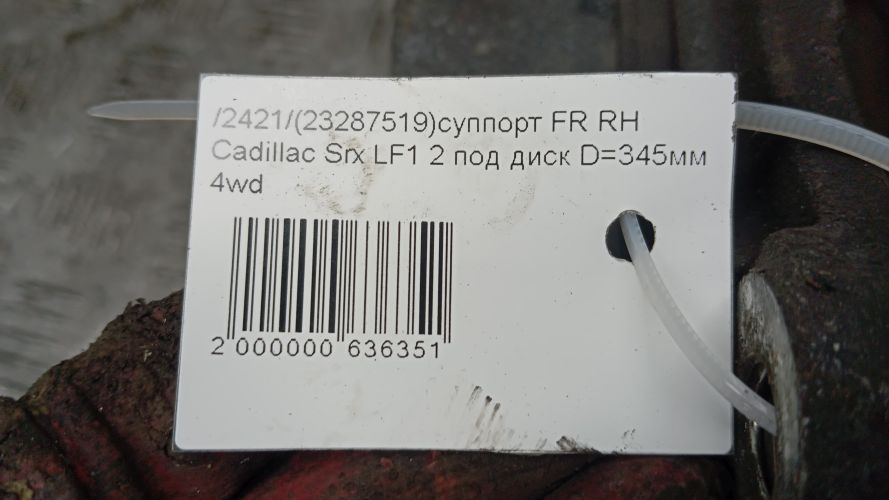 /2421/(23287519)суппорт FR RH
Cadillac Srx LF1 2 под диск D=345мм
4wd
2 000000 636351